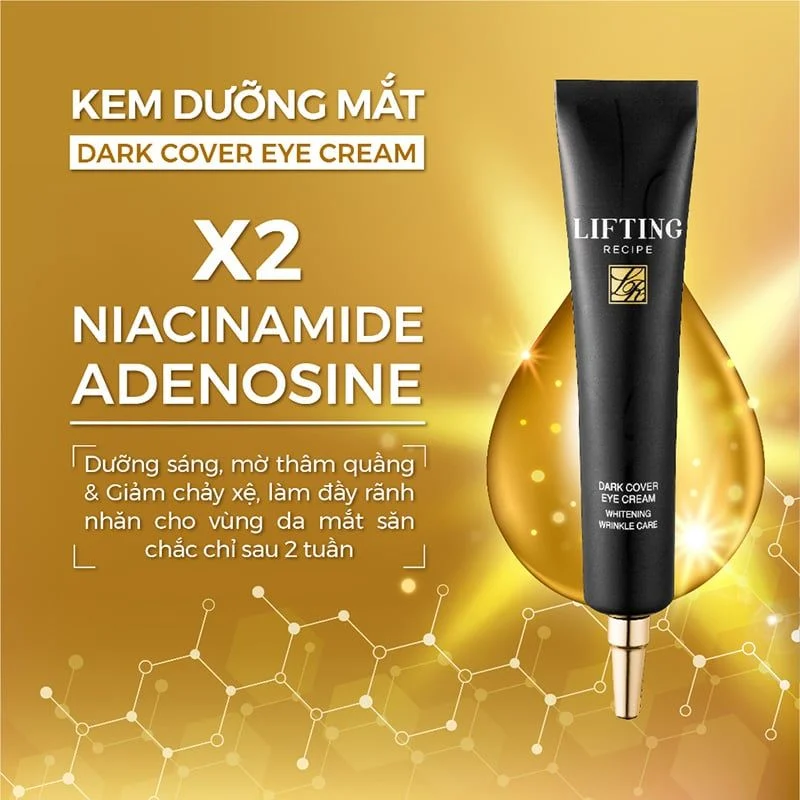 KEM DƯỠNG MẮT
DARK COVER EYE CREAM
X2
NIACINAMIDE
ADENOSINE
Dưỡng sáng, mờ thâm quầng
& Giảm chảy xệ, làm đầy rãnh
nhăn cho vùng da mắt săn
chắc chỉ sau 2 tuần
LIFTING
RECIPE
LR
DARK COVER
EYE CREAM
WHITENING
WRINKLE CARE